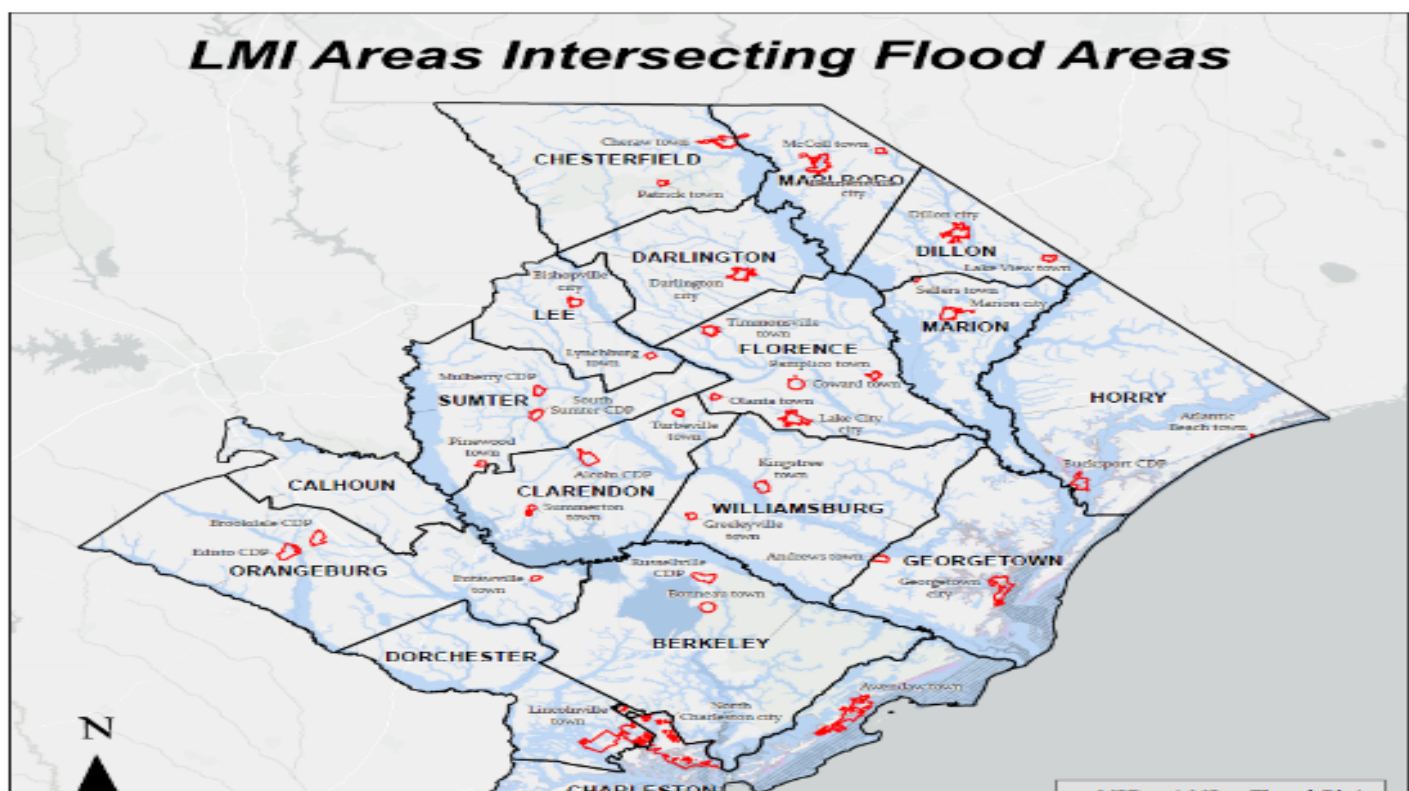 LMI Areas Intersecting Flood Areas
Cheraw town
McColl town
CHESTERFIELD
MARLBORO
city
Patrick town
Dillon city
DILLON
Lake View town
DARLINGTON
Darlington
city
Bishopville
city
LEE
Sellers town
Marion city
MARION
Timmonsville
town
FLORENCE
Lynchburg
town
Pamplico town
Coward town
Mulberry CDP
SUMTER
South
Sumter CDP
Olanta town
Turbeville
town
Lake City
city
HORRY
Atlantic
Beach town
Pinewood
town
Alcolu CDP
Kingstree
town
Bucksport CDP
CALHOUN
CLARENDON
Summerton
town
WILLIAMSBURG
Greeleyville
town
Brookdale CDP
Edisto CDP
ORANGEBURG
Eutawville
town
Russellville
CDP
Bonneau town
Andrews town
GEORGETOWN
Georgetown
city
BERKELEY
DORCHESTER
Awendaw town
Lincolnville
town
North
Charleston city
N
CHARLESTON